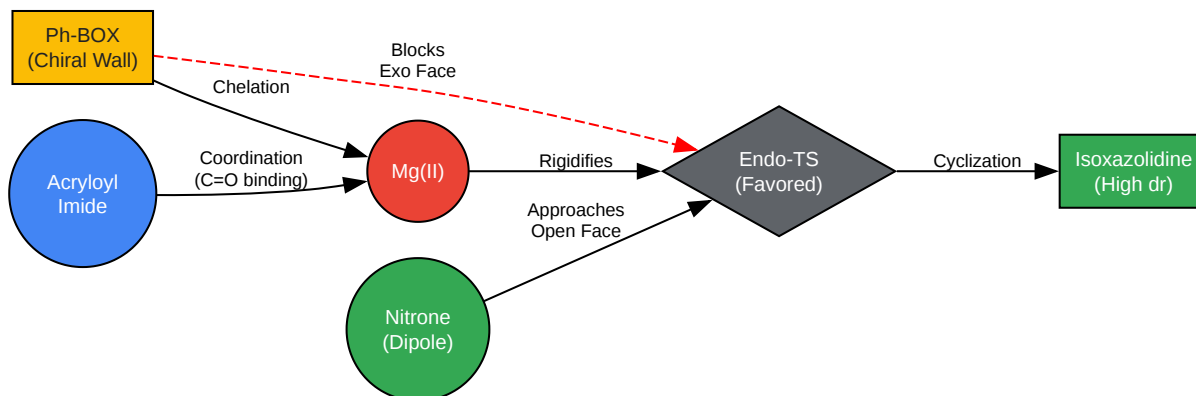 Ph-BOX
(Chiral Wall)
Blocks
Exo Face
Chelation
Acryloyl
Imide
Coordination
(C=O binding)
Mg(II)
Rigidifies
Endo-TS
(Favored)
Cyclization
Isoxazolidine
(High dr)
Approaches
Open Face
Nitrone
(Dipole)